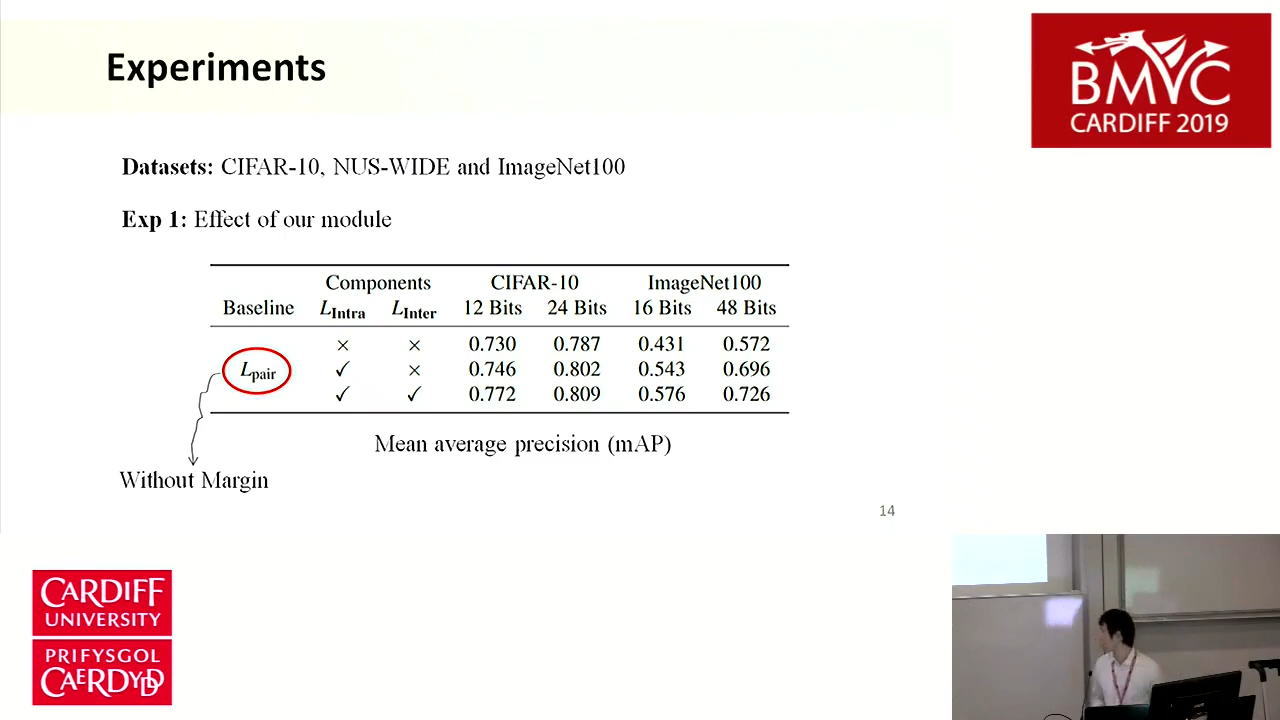 Experiments
BMVC
CARDIFF 2019
Datasets: CIFAR-10, NUS-WIDE and ImageNet100
Exp 1: Effect of our module
Components CIFAR-10 ImageNet100
Baseline LIntra LInter 12 Bits 24 Bits 16 Bits 48 Bits
× × 0.730 0.787 0.431 0.572
Lpair ✓ × 0.746 0.802 0.543 0.696
✓ ✓ 0.772 0.809 0.576 0.726
Mean average precision (mAP)
Without Margin
14
CARDIFF
UNIVERSITY
PRIFYSGOL
CAERDYDD